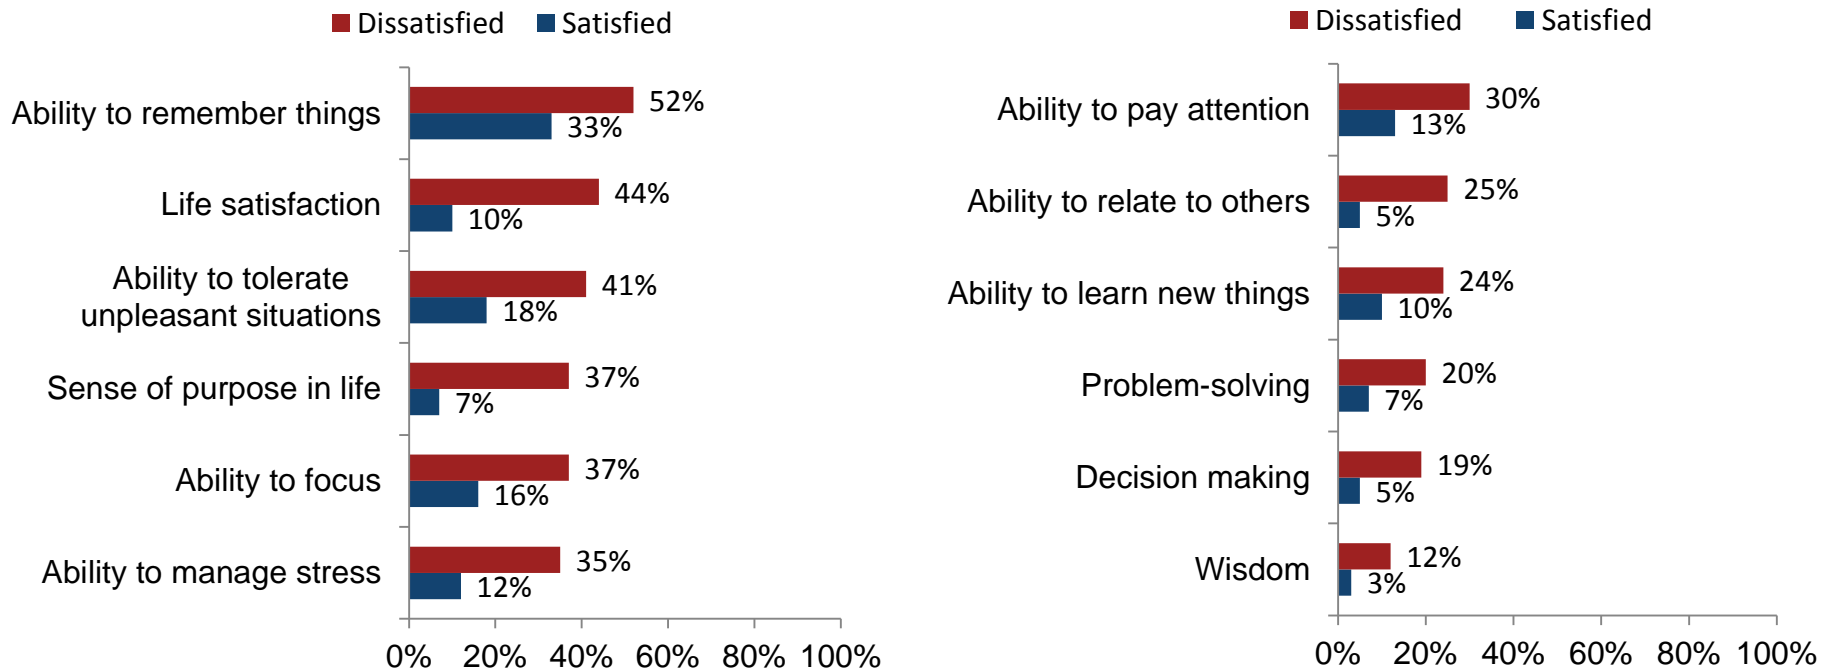 Dissatisfied Satisfied
Ability to remember things 52%
33%
Life satisfaction 44%
10%
Ability to tolerate
unpleasant situations 41%
18%
Sense of purpose in life 37%
7%
Ability to focus 37%
16%
Ability to manage stress 35%
12%
0% 20% 40% 60% 80% 100%
Dissatisfied Satisfied
Ability to pay attention 30%
13%
Ability to relate to others 25%
5%
Ability to learn new things 24%
10%
Problem-solving 20%
7%
Decision making 19%
5%
Wisdom 12%
3%
0% 20% 40% 60% 80% 100%